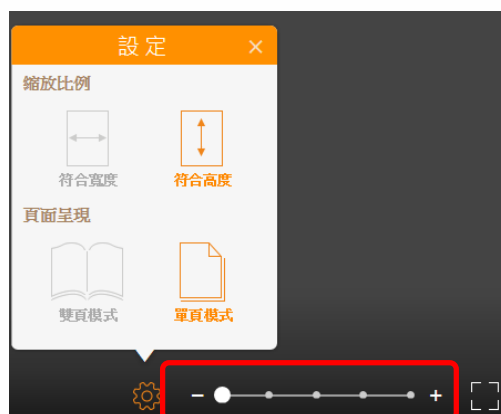 設定 ×
縮放比例
符合寬度 符合高度
頁面呈現
雙頁模式 單頁模式
− +